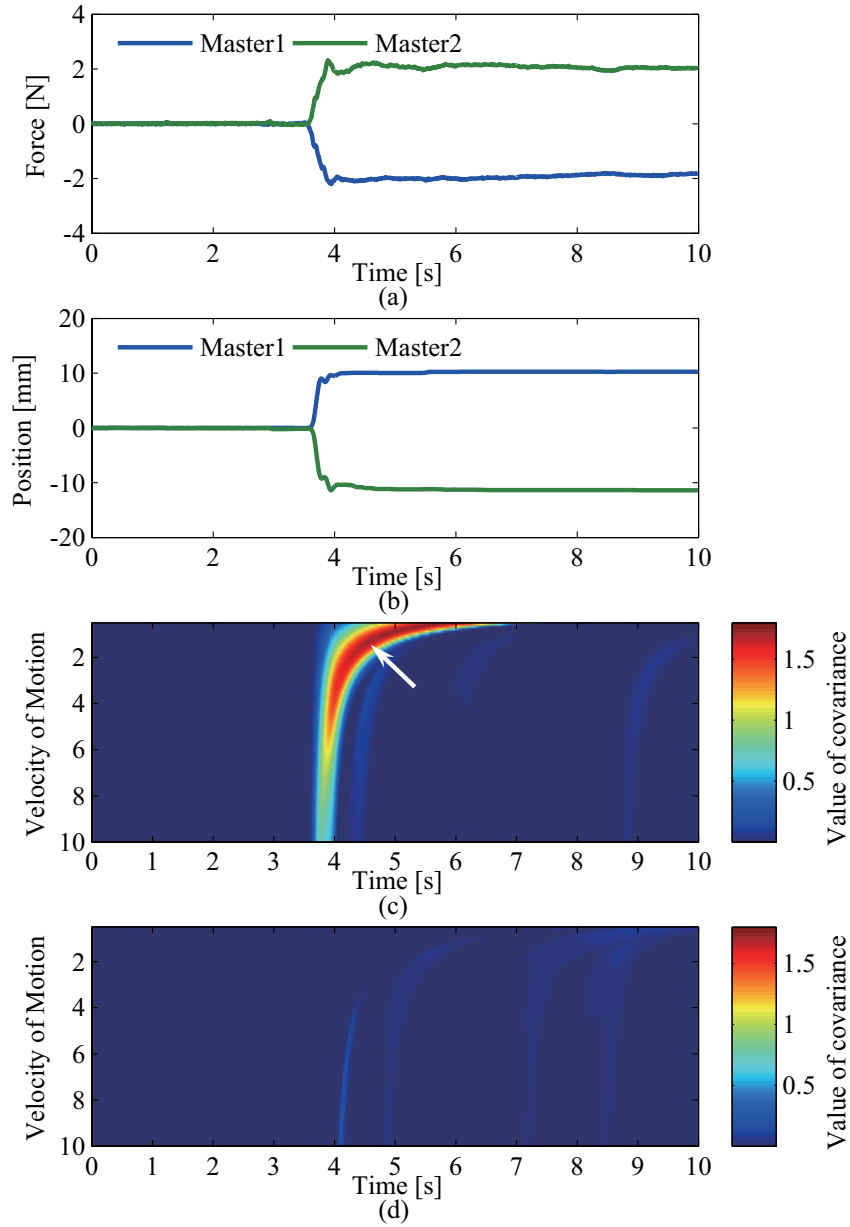 4
2
0
-2
-4
Force [N]
Master1
Master2
0 2 4 6 8 10
Time [s]
(a)
20
10
0
-10
-20
Position [mm]
Master1
Master2
0 2 4 6 8 10
Time [s]
(b)
2
4
6
8
10
Velocity of Motion
0 1 2 3 4 5 6 7 8 9 10
Time [s]
(c)
1.5
1
0.5
Value of covariance
2
4
6
8
10
Velocity of Motion
0 1 2 3 4 5 6 7 8 9 10
Time [s]
(d)
1.5
1
0.5
Value of covariance